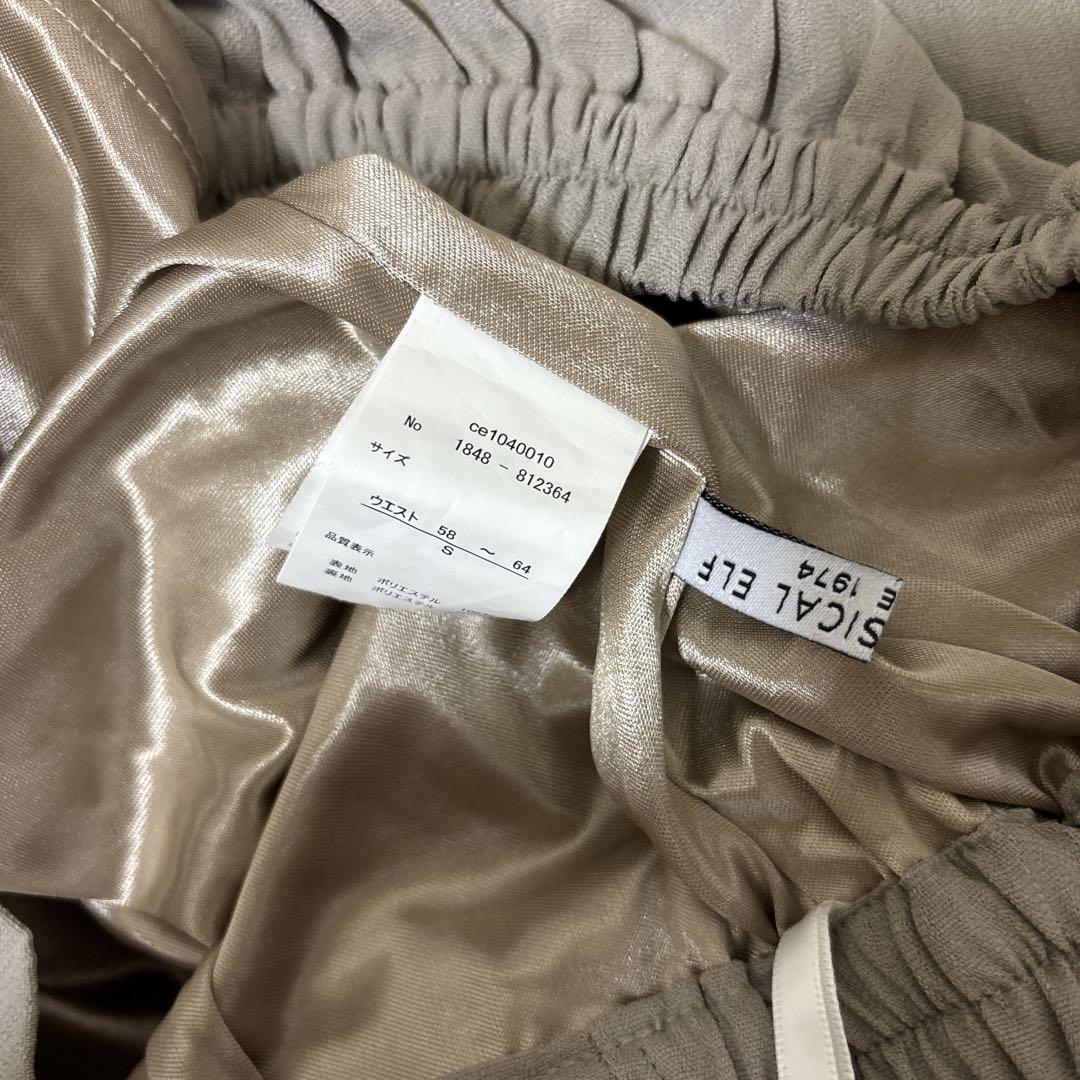 ce1040010
No 1848 - 812364
サイズ
ウエスト 58 ～ 64
S
品質表示
表地 ポリエステル
裏地 ポリエステル
SICAL ELF
1974